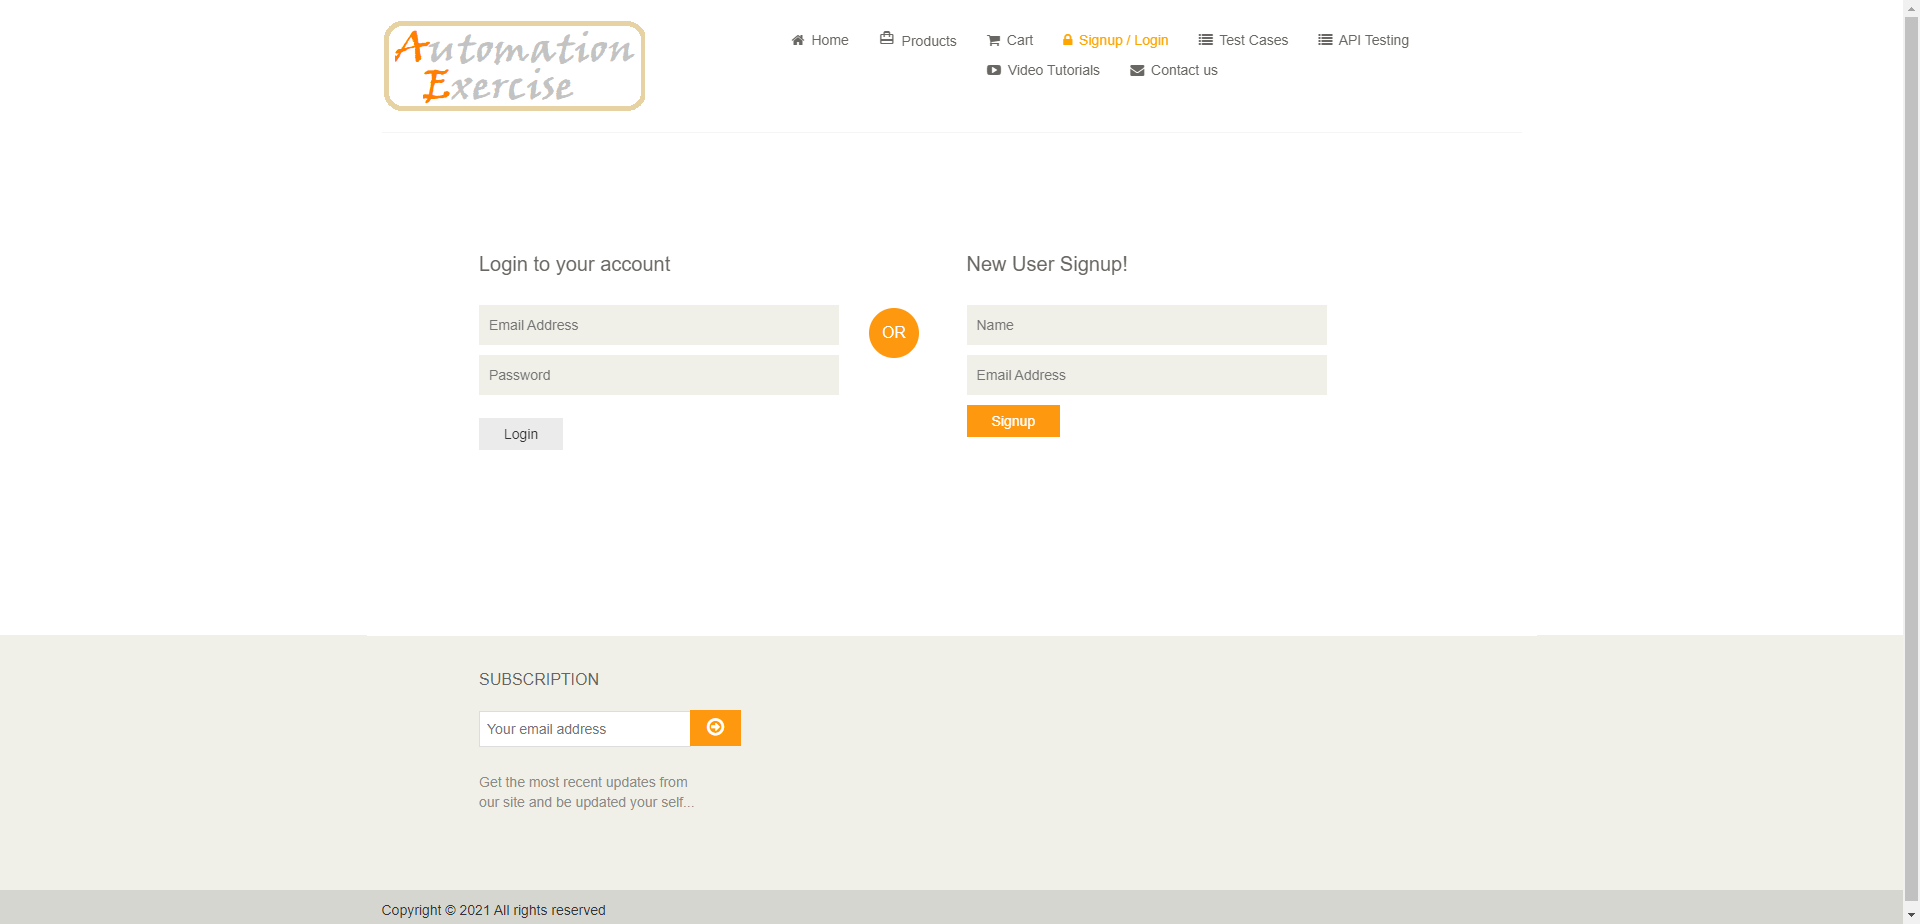 Automation
Exercise
Home Products Cart Signup / Login Test Cases API Testing
Video Tutorials Contact us
Login to your account
Email Address
Password
Login
OR
New User Signup!
Name
Email Address
Signup
SUBSCRIPTION
Your email address
Get the most recent updates from
our site and be updated your self...
Copyright © 2021 All rights reserved